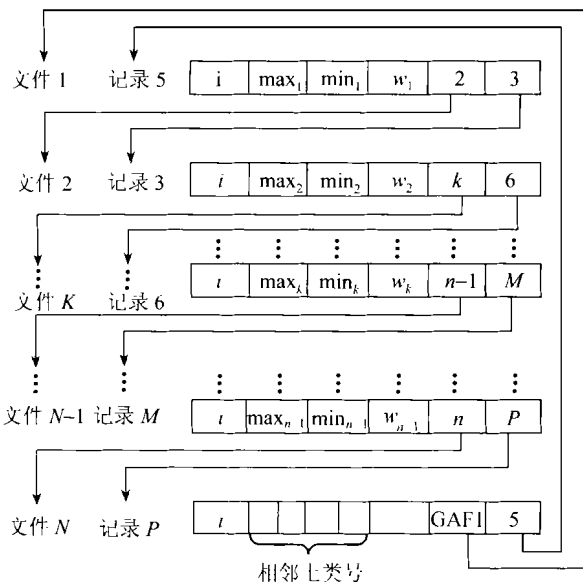 文件 1 记录 5 i max₁ min₁ w₁ 2 3
文件 2 记录 3 i max₂ min₂ w₂ k 6
文件 K 记录 6 ι maxₖ minₖ wₖ n−1 M
文件 N−1 记录 M ι maxₙ₋₁ minₙ₋₁ wₙ₋₁ n P
文件 N 记录 P ι GAF1 5
相邻土类号